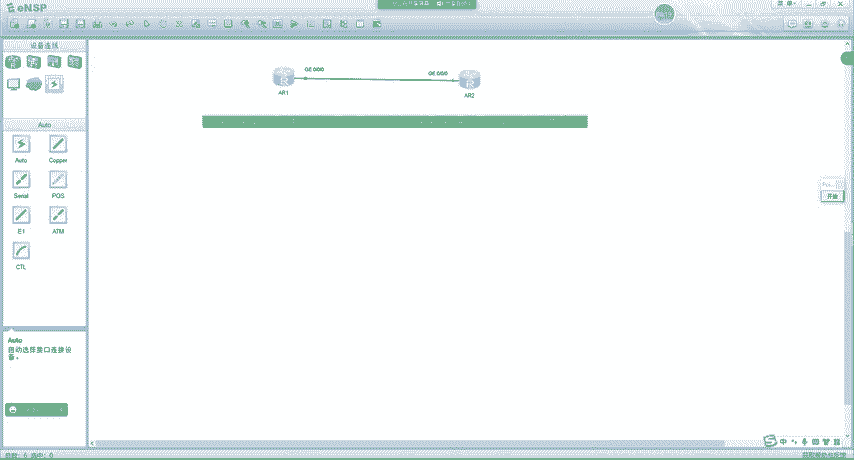 eNSP
设备连线
GE 0/0/0
GE 0/0/0
AR1
AR2
Auto
Auto
Copper
Serial
POS
E1
ATM
CTL
开始
Auto
自动选择接口连接设
备。
中
总数: 6 选中: 0
获取帮助与反馈